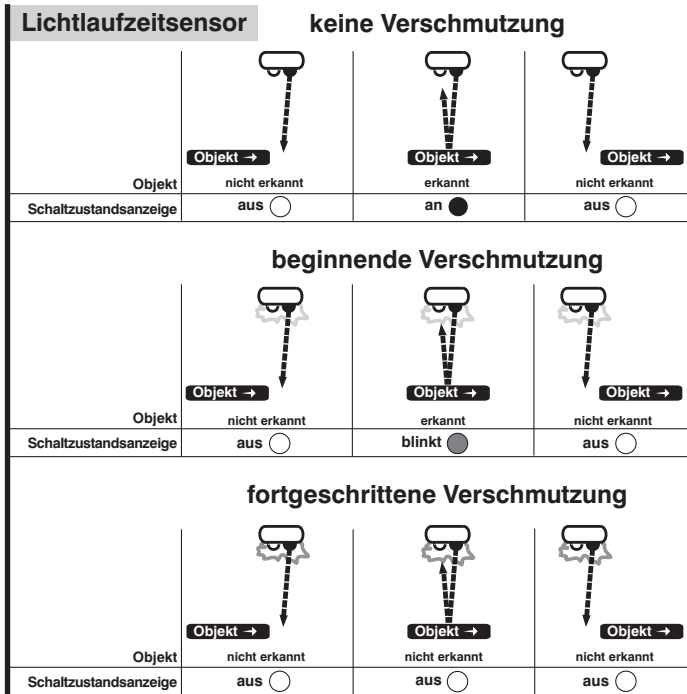 Lichtlaufzeitsensor keine Verschmutzung
Objekt → Objekt → Objekt →
Objekt nicht erkannt erkannt nicht erkannt
Schaltzustandsanzeige aus an aus
beginnende Verschmutzung
Objekt → Objekt → Objekt →
Objekt nicht erkannt erkannt nicht erkannt
Schaltzustandsanzeige aus blinkt aus
fortgeschrittene Verschmutzung
Objekt → Objekt → Objekt →
Objekt nicht erkannt nicht erkannt nicht erkannt
Schaltzustandsanzeige aus aus aus